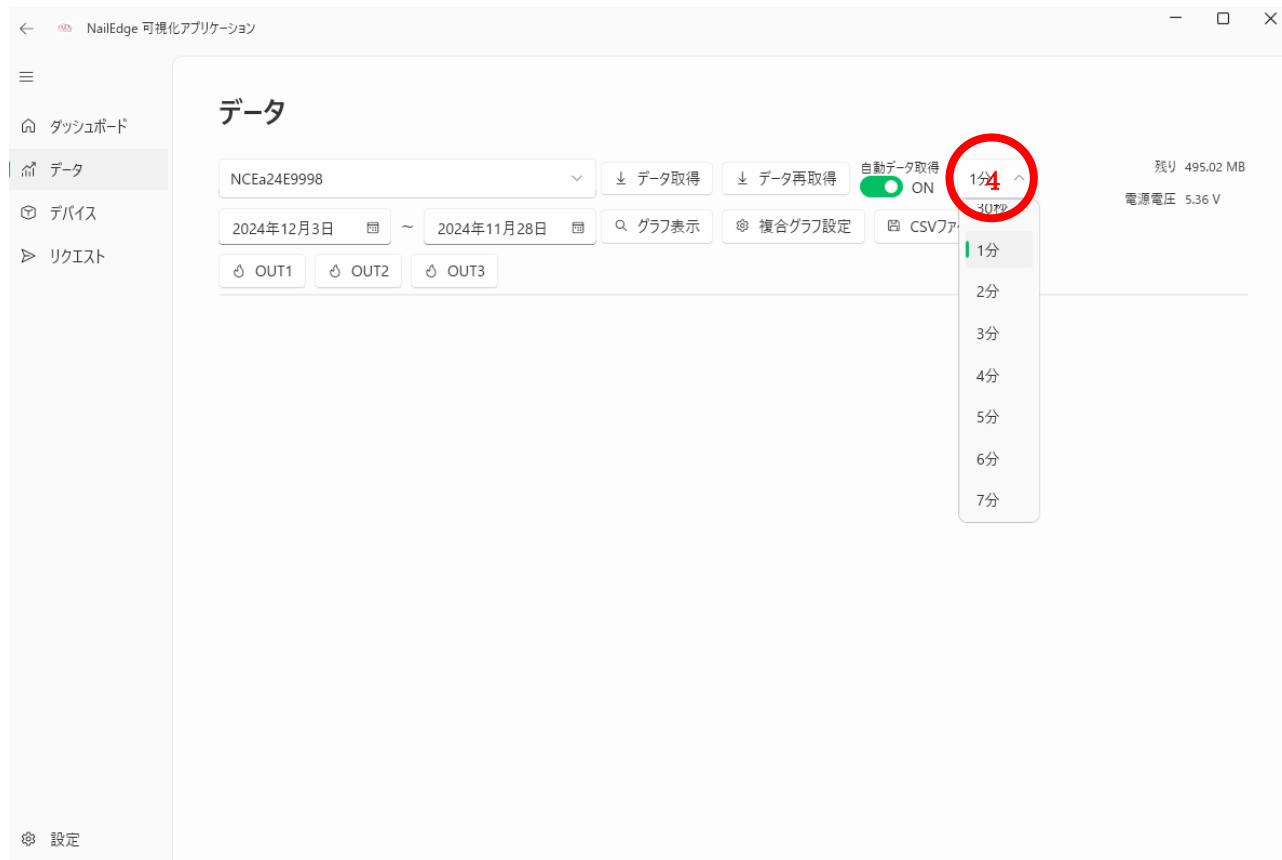 NailEdge 可視化アプリケーション
データ
ダッシュボード
データ
デバイス
リクエスト
設定
NCEa24E9998
データ取得
データ再取得
自動データ取得
ON
1分
4
残り 495.02 MB
電源電圧 5.36 V
2024年12月3日 ~ 2024年11月28日
グラフ表示
複合グラフ設定
CSVファ
OUT1
OUT2
OUT3
30秒
1分
2分
3分
4分
5分
6分
7分